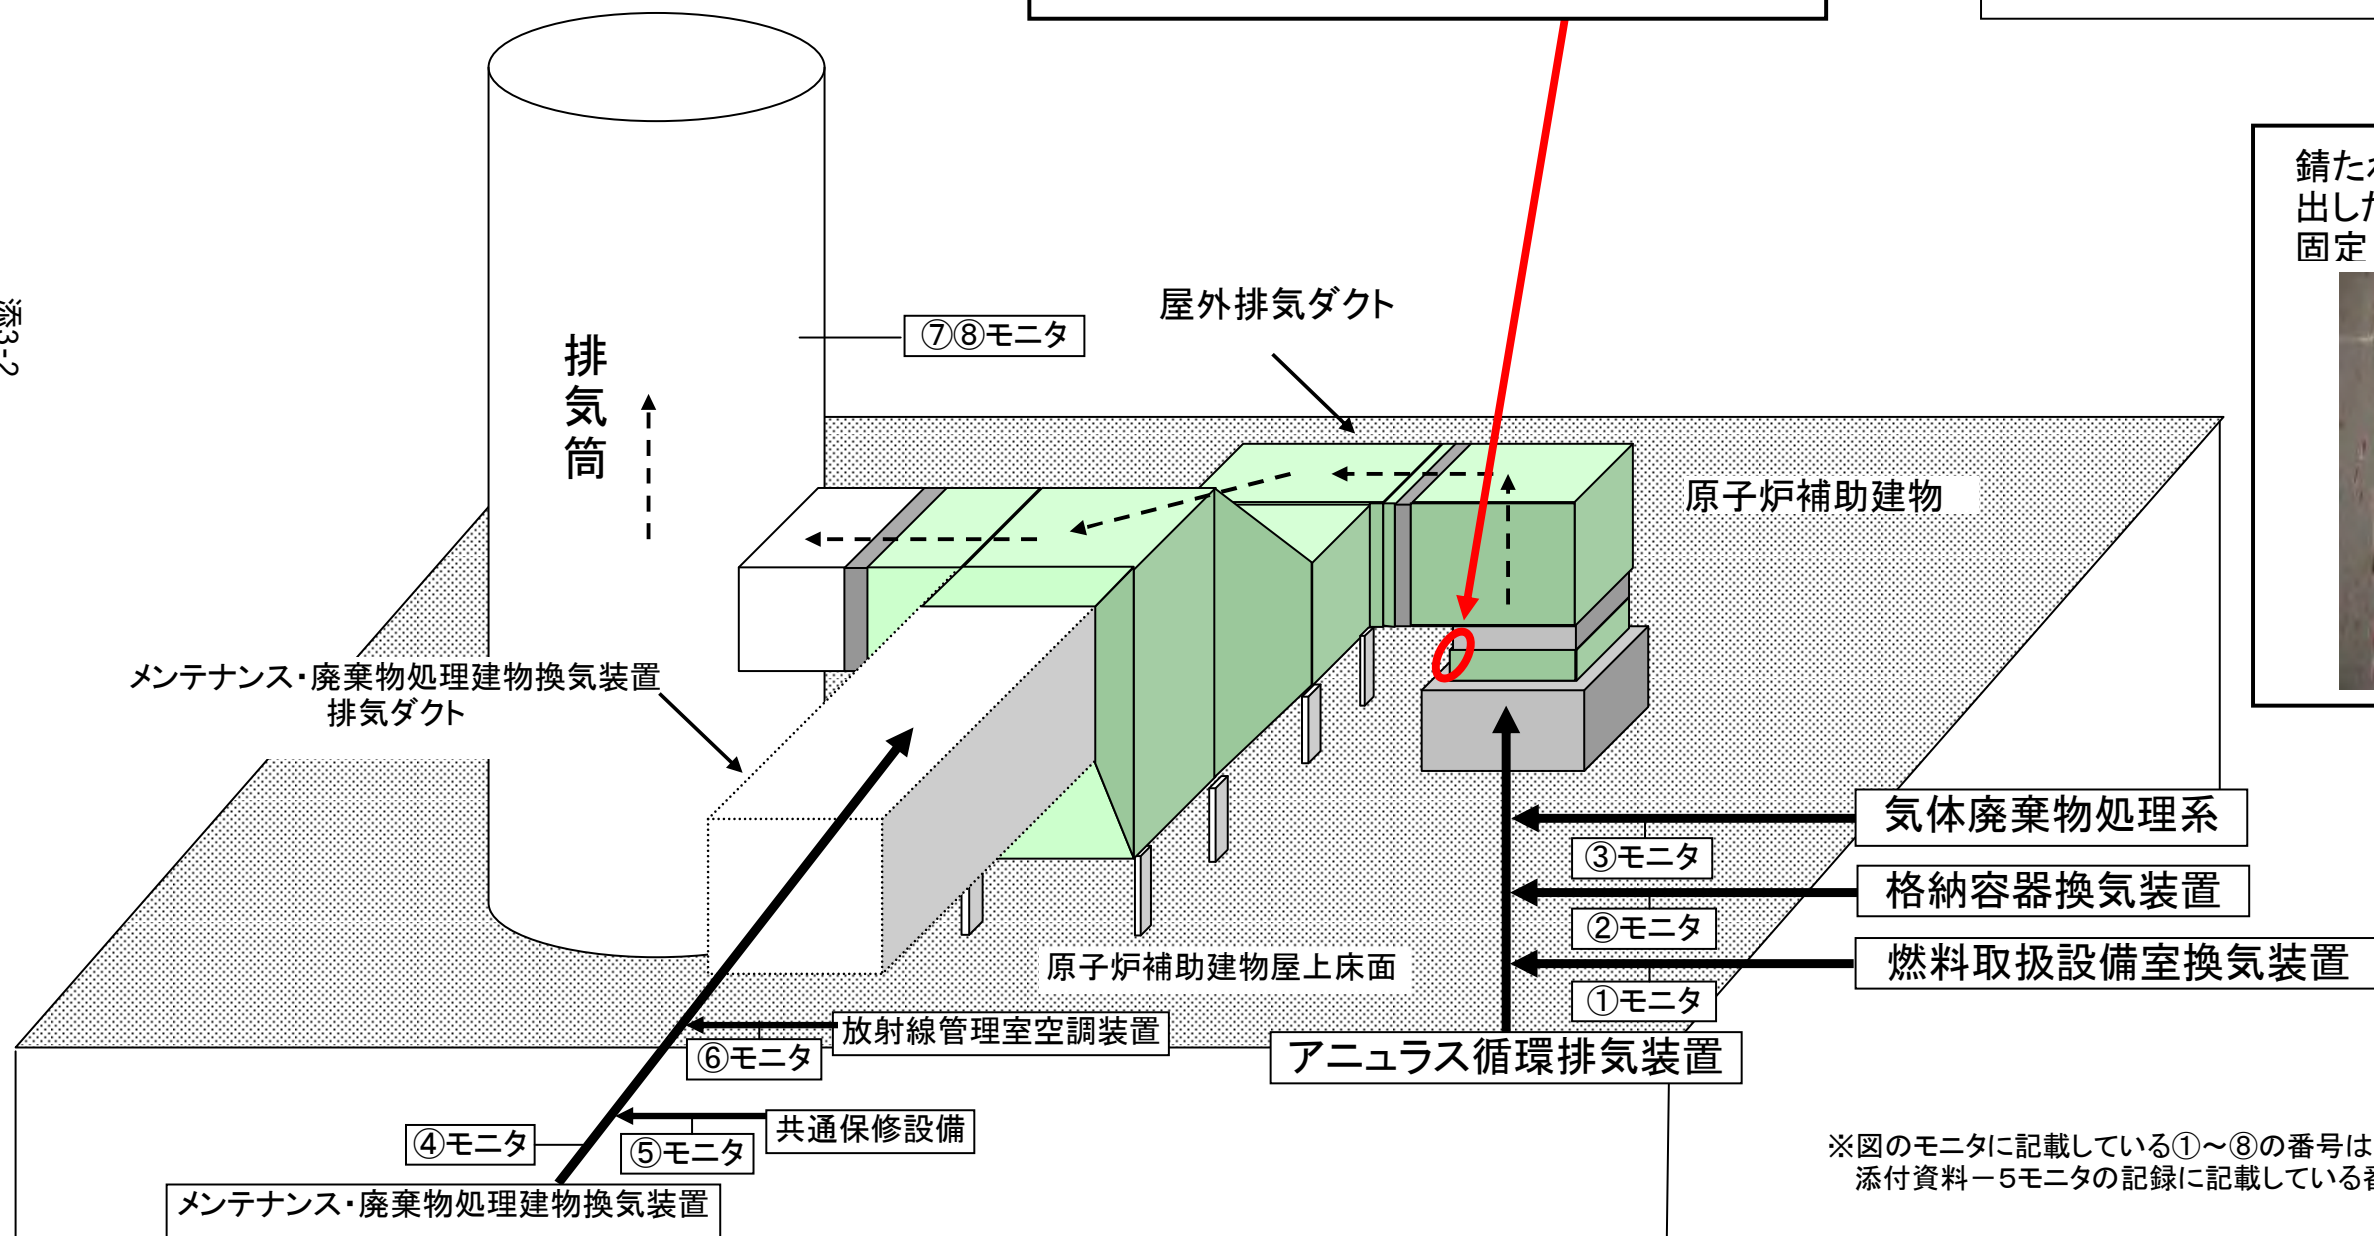 添3-2
錆た
出した
固定
屋外排気ダクト
⑦⑧モニタ
排気筒
原子炉補助建物
メンテナンス・廃棄物処理建物換気装置
排気ダクト
気体廃棄物処理系
③モニタ
格納容器換気装置
②モニタ
燃料取扱設備室換気装置
①モニタ
原子炉補助建物屋上床面
放射線管理室空調装置
⑥モニタ
アニュラス循環排気装置
共通保修設備
④モニタ
⑤モニタ
メンテナンス・廃棄物処理建物換気装置
※図のモニタに記載している①～⑧の番号は
添付資料－5モニタの記録に記載している